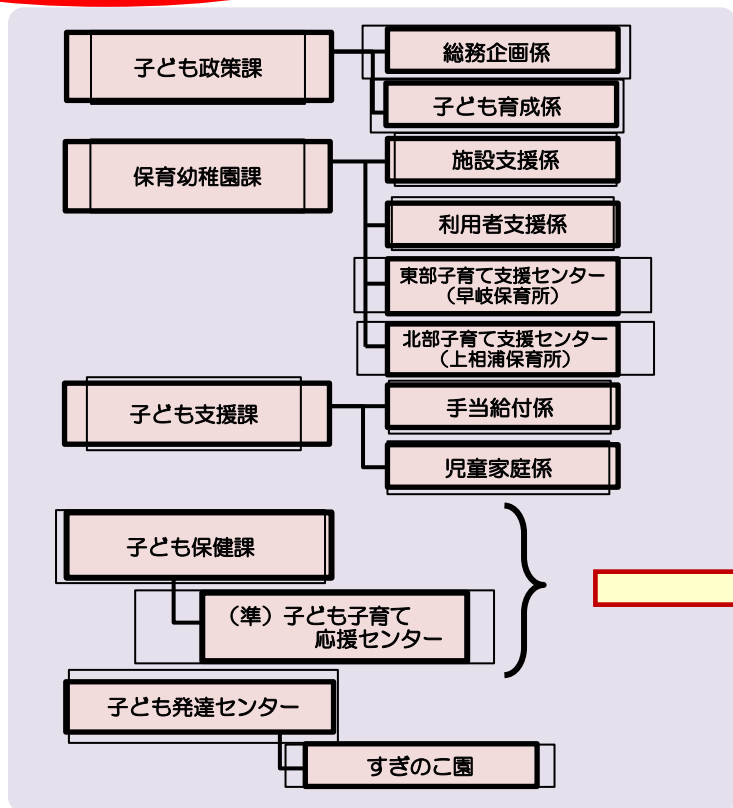 子ども政策課
総務企画係
子ども育成係
保育幼稚園課
施設支援係
利用者支援係
東部子育て支援センター
（早岐保育所）
北部子育て支援センター
（上相浦保育所）
子ども支援課
手当給付係
児童家庭係
子ども保健課
（準）子ども子育て
応援センター
子ども発達センター
すぎのこ園